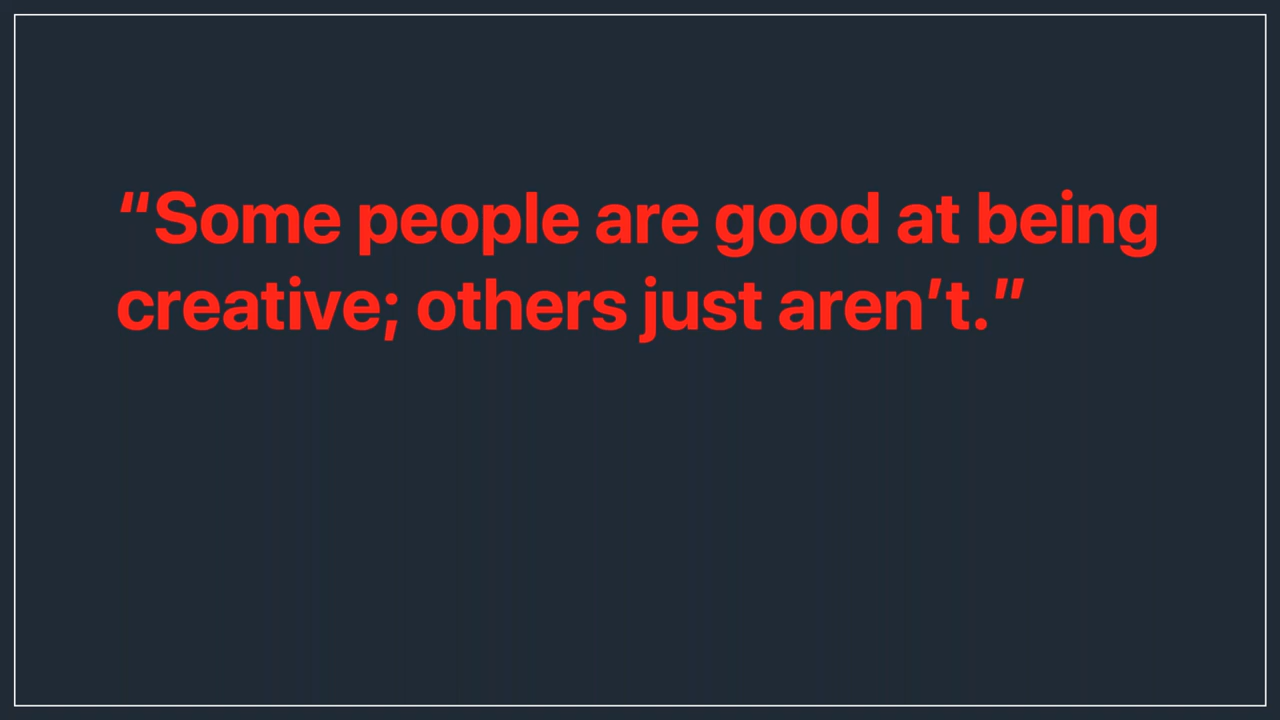 “Some people are good at being
creative; others just aren’t.”